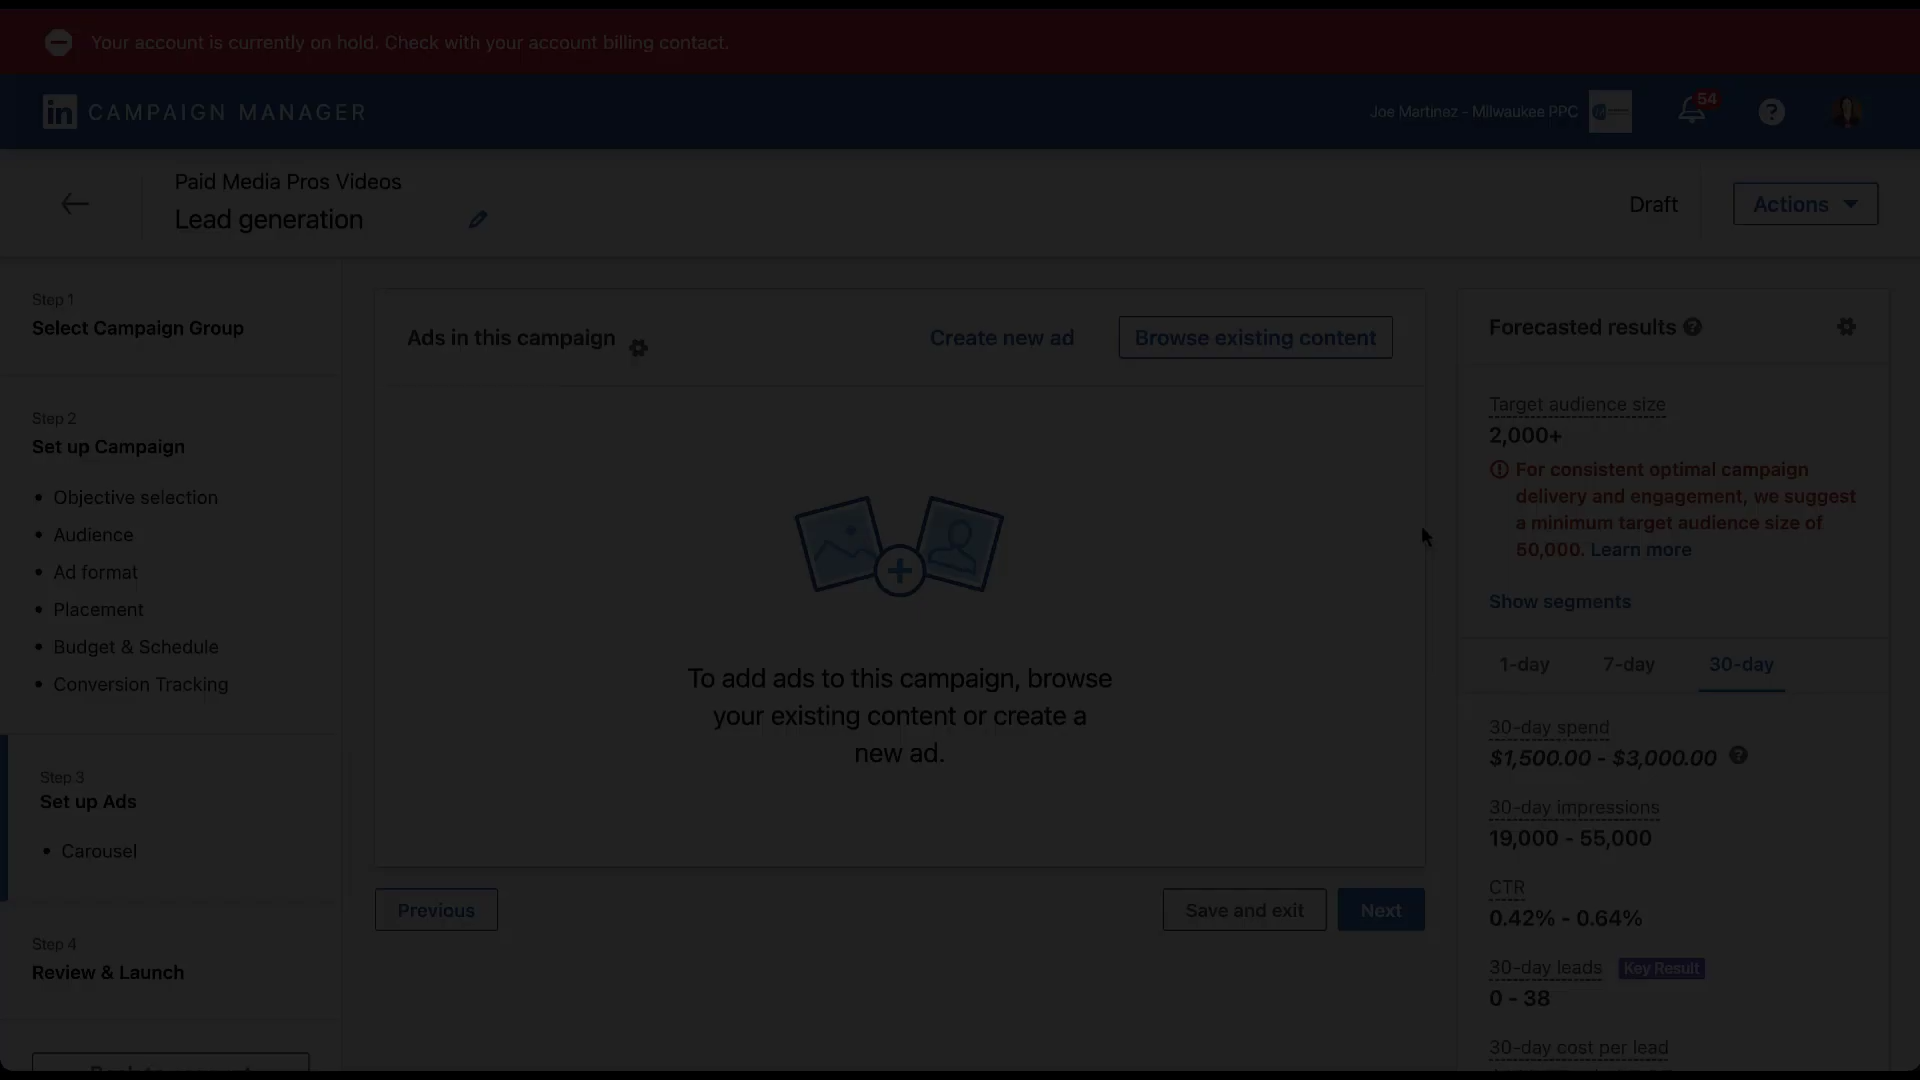 Your account is currently on hold. Check with your account billing contact.
in CAMPAIGN MANAGER
Joe Martinez - Milwaukee PPC
54
?
Paid Media Pros Videos
Lead generation
Draft
Actions
Step 1
Select Campaign Group
Step 2
Set up Campaign
• Objective selection
• Audience
• Ad format
• Placement
• Budget & Schedule
• Conversion Tracking
Step 3
Set up Ads
• Carousel
Step 4
Review & Launch
Ads in this campaign
Create new ad
Browse existing content
To add ads to this campaign, browse
your existing content or create a
new ad.
Previous
Save and exit
Next
Forecasted results ?
Target audience size
2,000+
For consistent optimal campaign
delivery and engagement, we suggest
a minimum target audience size of
50,000. Learn more
Show segments
1-day 7-day 30-day
30-day spend
$1,500.00 - $3,000.00 ?
30-day impressions
19,000 - 55,000
CTR
0.42% - 0.64%
30-day leads Key Result
0 - 38
30-day cost per lead